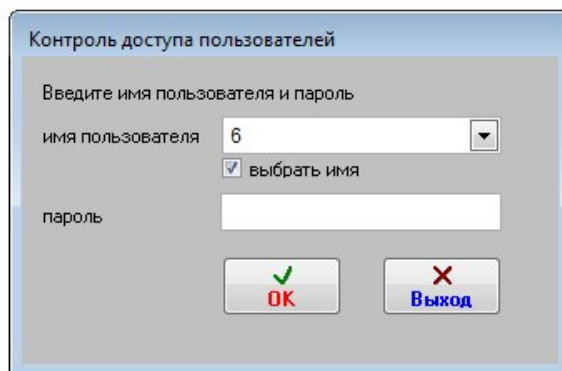 Контроль доступа пользователей
Введите имя пользователя и пароль
имя пользователя 6
выбрать имя
пароль
OK Выход